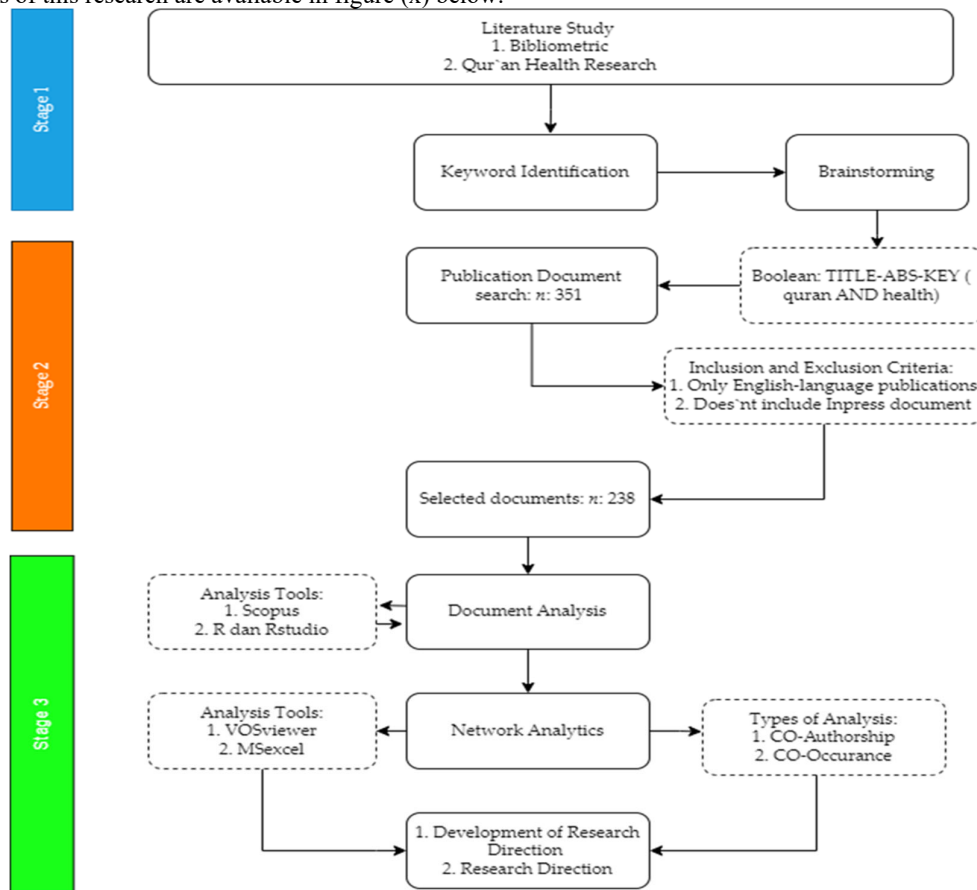 s of this research are available in figure (x) below.
Stage 1
Literature Study
1. Bibliometric
2. Qur`an Health Research
Keyword Identification
Brainstorming
Stage 2
Publication Document
search: n: 351
Boolean: TITLE-ABS-KEY (
quran AND health)
Inclusion and Exclusion Criteria:
1. Only English-language publications
2. Does`nt include Inpress document
Selected documents: n: 238
Stage 3
Analysis Tools:
1. Scopus
2. R dan Rstudio
Document Analysis
Analysis Tools:
1. VOSviewer
2. MSexcel
Network Analytics
Types of Analysis:
1. CO-Authorship
2. CO-Occurance
1. Development of Research
Direction
2. Research Direction